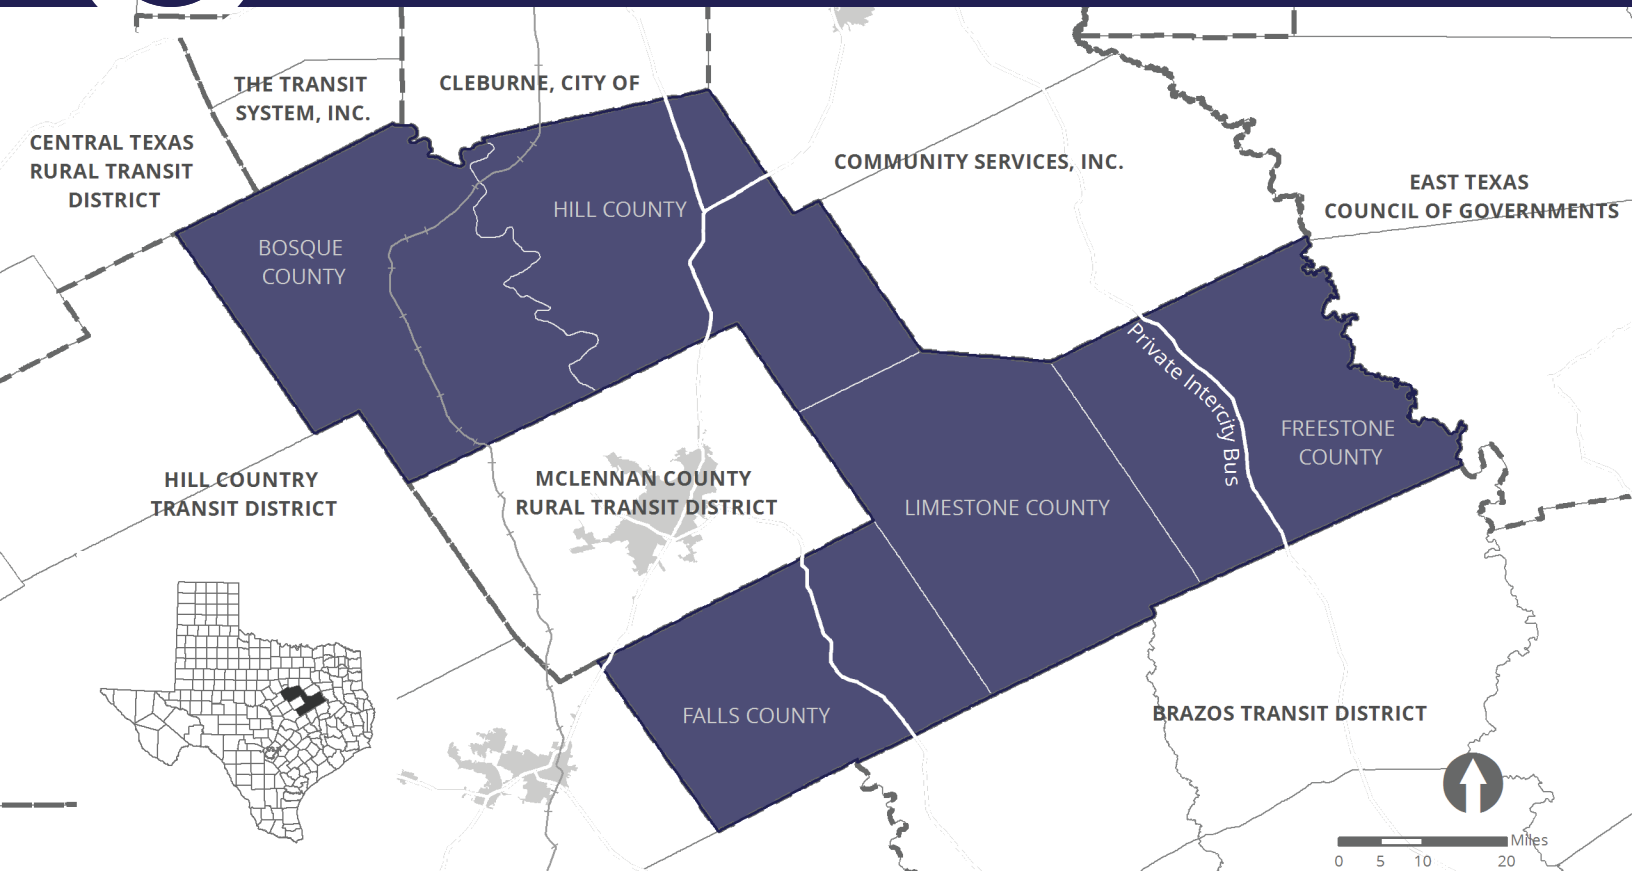 THE TRANSIT
SYSTEM, INC.
CLEBURNE, CITY OF
CENTRAL TEXAS
RURAL TRANSIT
DISTRICT
COMMUNITY SERVICES, INC.
EAST TEXAS
COUNCIL OF GOVERNMENTS
HILL COUNTY
BOSQUE
COUNTY
Private Intercity Bus
FREESTONE
COUNTY
HILL COUNTRY
TRANSIT DISTRICT
MCLENNAN COUNTY
RURAL TRANSIT DISTRICT
LIMESTONE COUNTY
FALLS COUNTY
BRAZOS TRANSIT DISTRICT
Miles
0 5 10 20